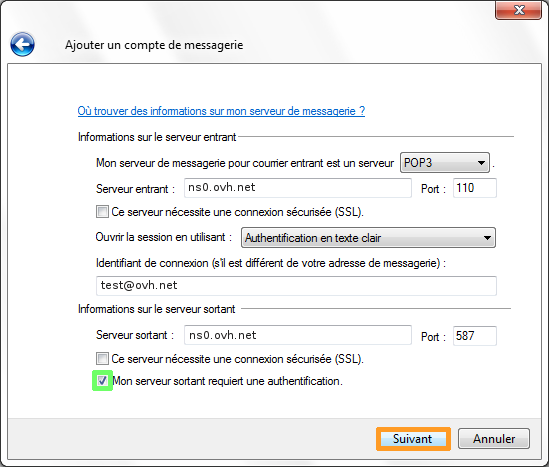 Ajouter un compte de messagerie
Où trouver des informations sur mon serveur de messagerie ?
Informations sur le serveur entrant
Mon serveur de messagerie pour courrier entrant est un serveur POP3 .
Serveur entrant : ns0.ovh.net Port : 110
Ce serveur nécessite une connexion sécurisée (SSL).
Ouvrir la session en utilisant : Authentification en texte clair
Identifiant de connexion (s'il est différent de votre adresse de messagerie) :
test@ovh.net
Informations sur le serveur sortant
Serveur sortant : ns0.ovh.net Port : 587
Ce serveur nécessite une connexion sécurisée (SSL).
Mon serveur sortant requiert une authentification.
Suivant Annuler